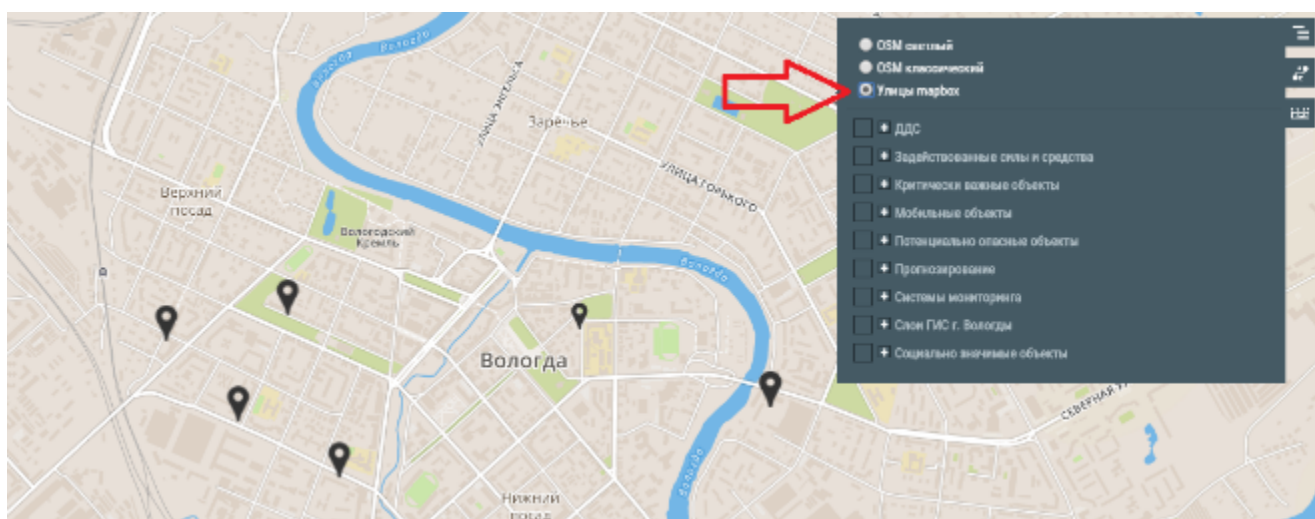 Вологда
OSM светлый
OSM классический
Улицы mapbox
УЛИЦА ЭНГЕЛЬСА
Заречье
ДДС
Задействованные силы и средства
Критически важные объекты
УЛИЦА ГОРЬКОГО
Верхний
посад
Мобильные объекты
Вологодский
Кремль
Потенциально опасные объекты
Вологда
Прогнозирование
Системы мониторинга
Слои ГИС г. Вологды
Вологда
Социально значимые объекты
СЕВЕРНАЯ У
Вологда
Нижний
посад